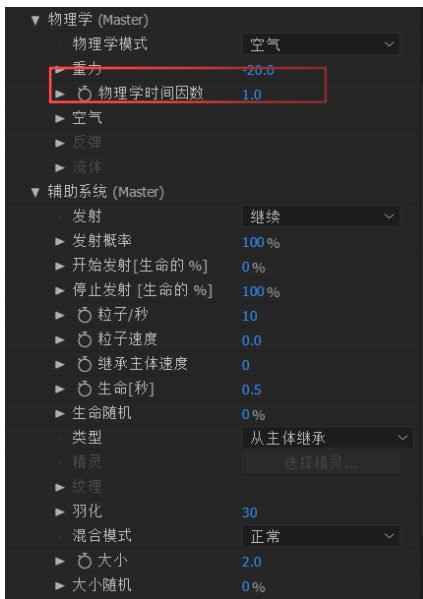 物理学 (Master)
物理学模式 空气
重力 -20.0
物理学时间因数 1.0
空气
反弹
流体
辅助系统 (Master)
发射 继续
发射概率 100 %
开始发射[生命的 %] 0 %
停止发射 [生命的 %] 100 %
粒子/秒 10
粒子速度 0.0
继承主体速度 0
生命[秒] 0.5
生命随机 0 %
类型 从主体继承
精灵 选择精灵...
纹理
羽化 30
混合模式 正常
大小 2.0
大小随机 0 %